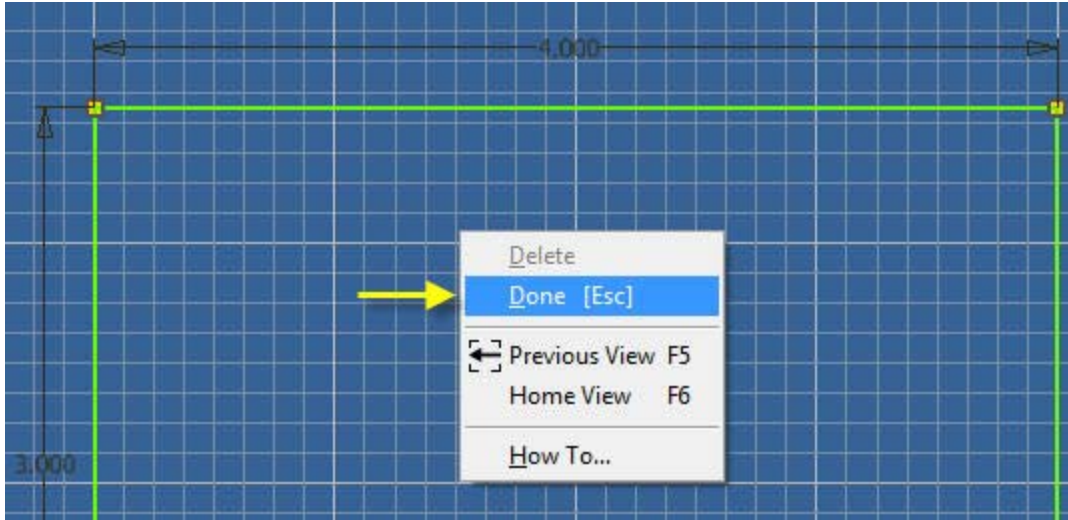 4.000
Delete
Done [Esc]
Previous View F5
Home View F6
How To...
3.000